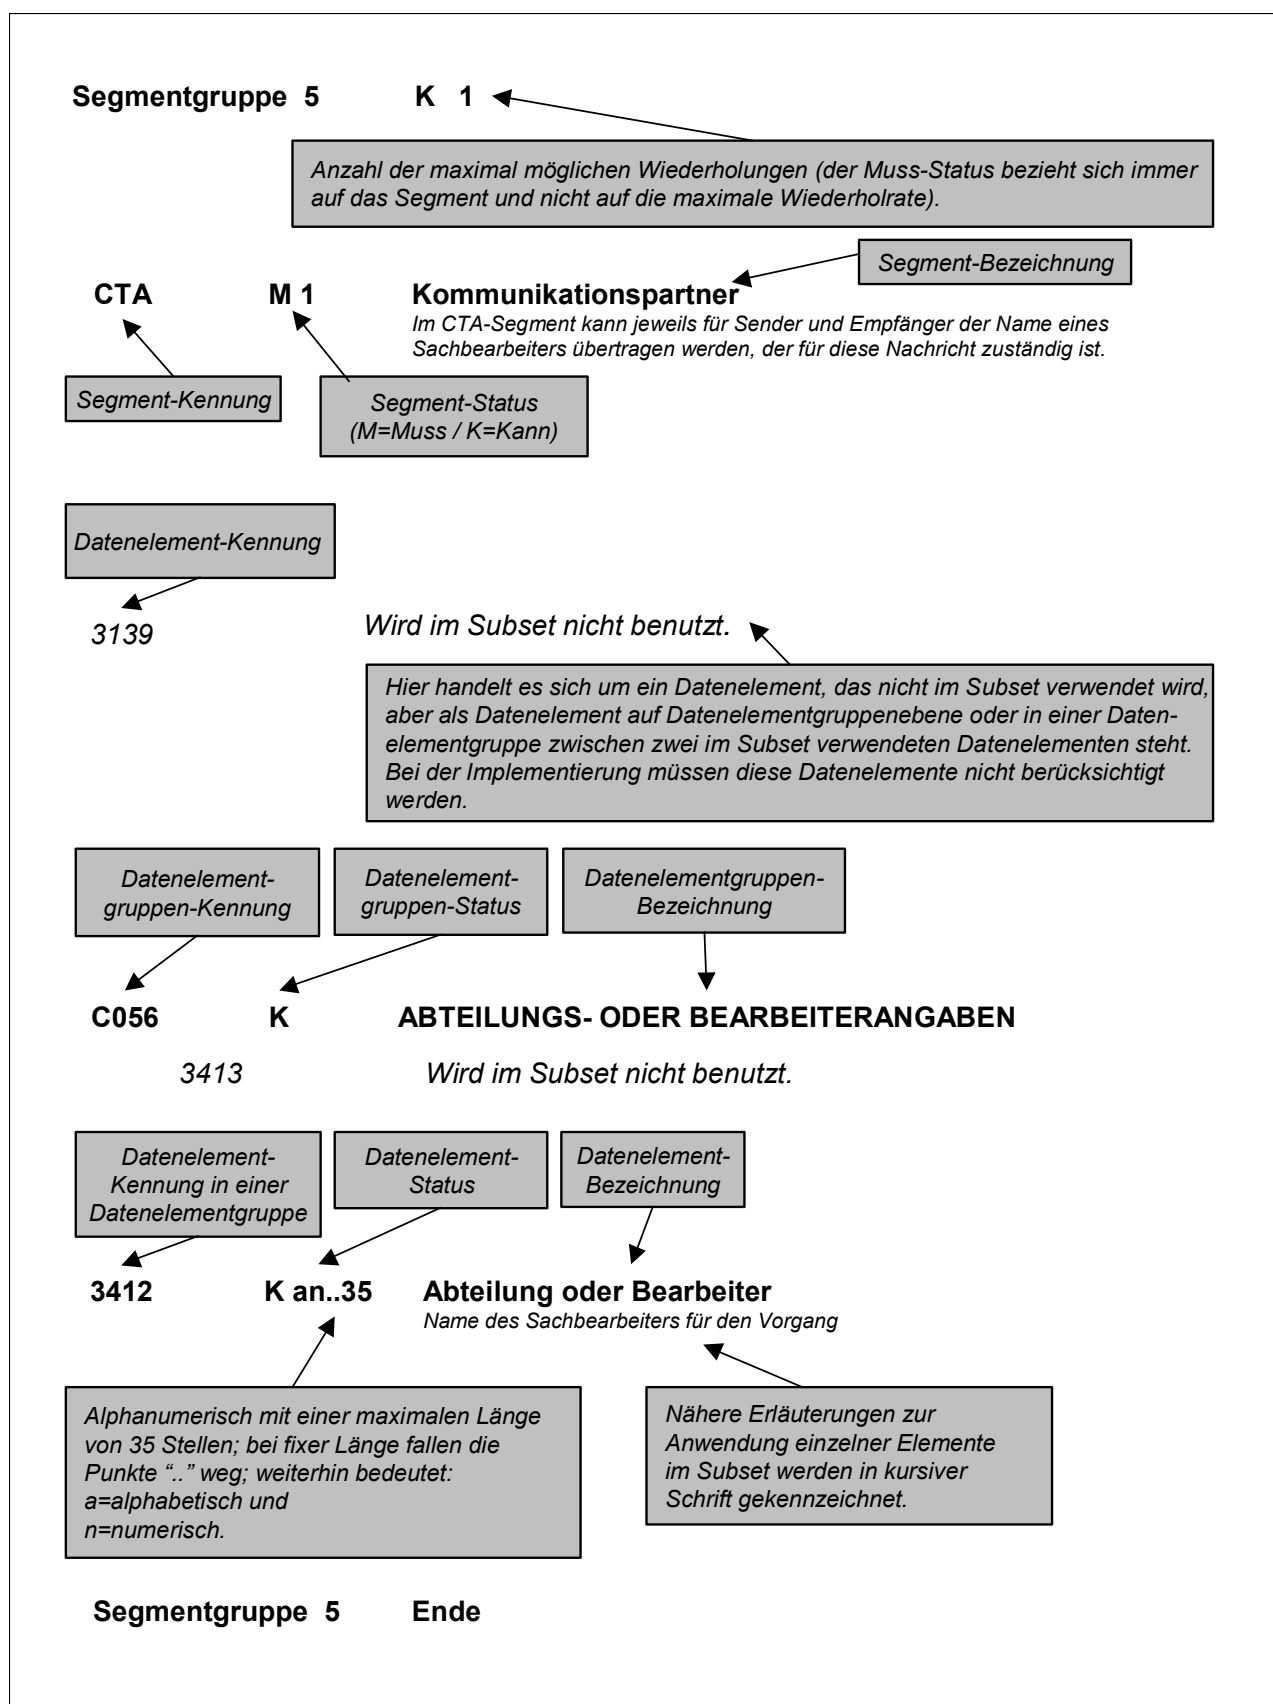 Segmentgruppe 5 K 1
Anzahl der maximal möglichen Wiederholungen (der Muss-Status bezieht sich immer
auf das Segment und nicht auf die maximale Wiederholrate).
Segment-Bezeichnung
CTA M 1 Kommunikationspartner
Im CTA-Segment kann jeweils für Sender und Empfänger der Name eines
Sachbearbeiters übertragen werden, der für diese Nachricht zuständig ist.
Segment-Kennung
Segment-Status
(M=Muss / K=Kann)
Datenelement-Kennung
3139 Wird im Subset nicht benutzt.
Hier handelt es sich um ein Datenelement, das nicht im Subset verwendet wird,
aber als Datenelement auf Datenelementgruppenebene oder in einer Daten-
elementgruppe zwischen zwei im Subset verwendeten Datenelementen steht.
Bei der Implementierung müssen diese Datenelemente nicht berücksichtigt
werden.
Datenelement-
gruppen-Kennung
Datenelement-
gruppen-Status
Datenelementgruppen-
Bezeichnung
C056 K ABTEILUNGS- ODER BEARBEITERANGABEN
3413 Wird im Subset nicht benutzt.
Datenelement-
Kennung in einer
Datenelementgruppe
Datenelement-
Status
Datenelement-
Bezeichnung
3412 K an..35 Abteilung oder Bearbeiter
Name des Sachbearbeiters für den Vorgang
Alphanumerisch mit einer maximalen Länge
von 35 Stellen; bei fixer Länge fallen die
Punkte “..” weg; weiterhin bedeutet:
a=alphabetisch und
n=numerisch.
Nähere Erläuterungen zur
Anwendung einzelner Elemente
im Subset werden in kursiver
Schrift gekennzeichnet.
Segmentgruppe 5 Ende